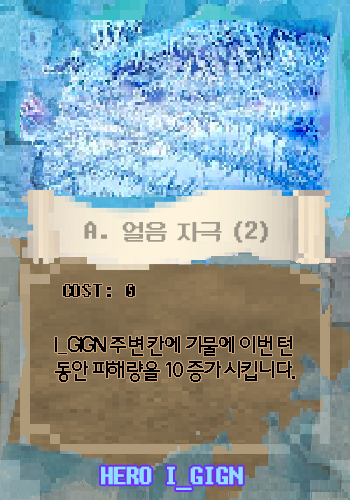 A. 얼음 자극 (2)
COST: 0
I_GIGN 주변 칸에 기물에 이번 턴
동안 피해량을 10 증가 시킵니다.
HERO I_GIGN